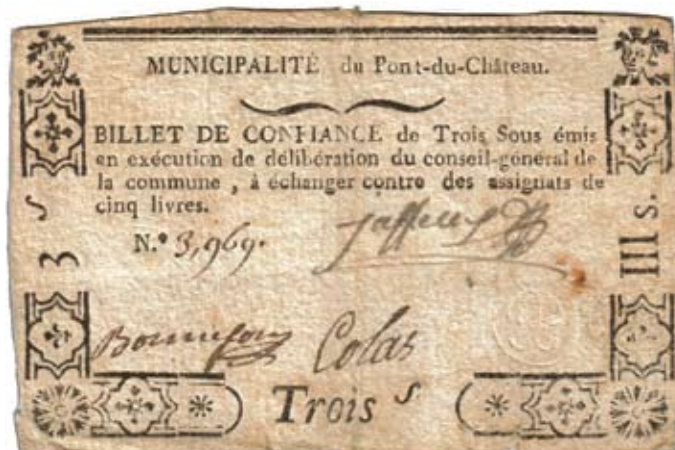 MUNICIPALITÉ du Pont-du-Château.
BILLET DE CONFIANCE de Trois Sous émis
en exécution de délibération du conseil-général de
la commune , à échanger contre des assignats de
cinq livres.
N.º 3,969.
3 S
III s.
Colas
Trois s